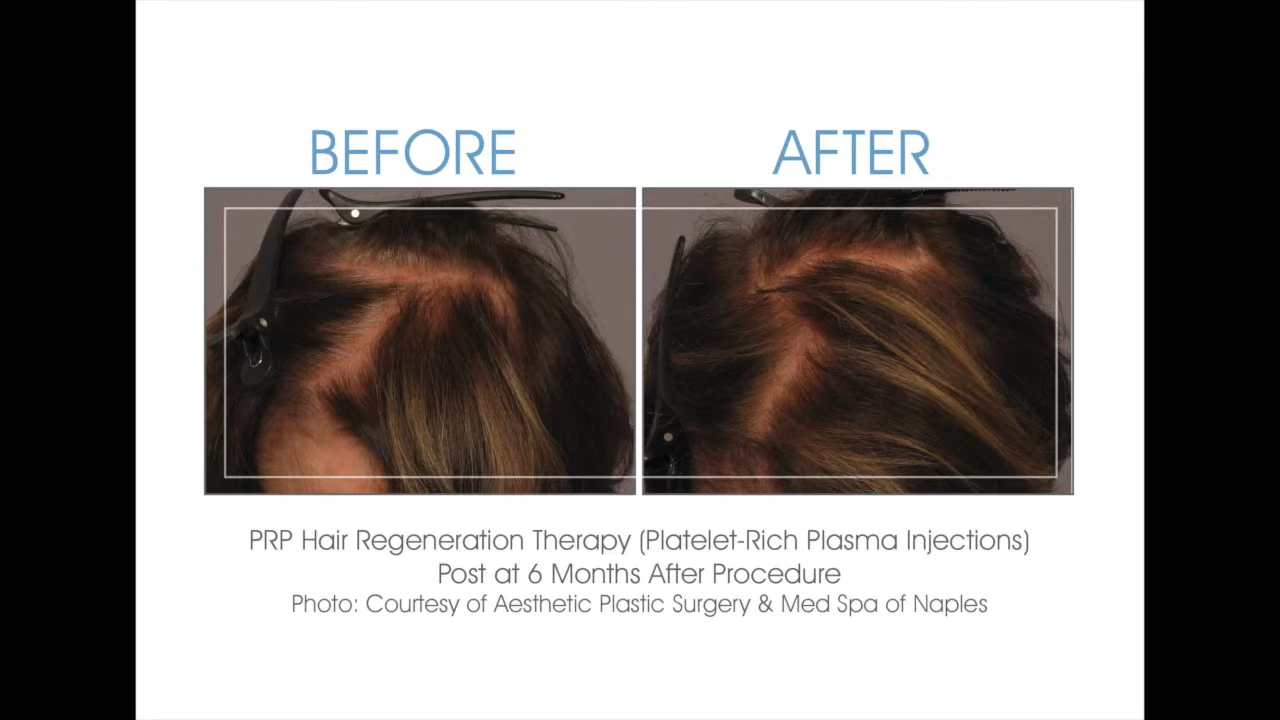 BEFORE
AFTER
PRP Hair Regeneration Therapy (Platelet-Rich Plasma Injections)
Post at 6 Months After Procedure
Photo: Courtesy of Aesthetic Plastic Surgery & Med Spa of Naples